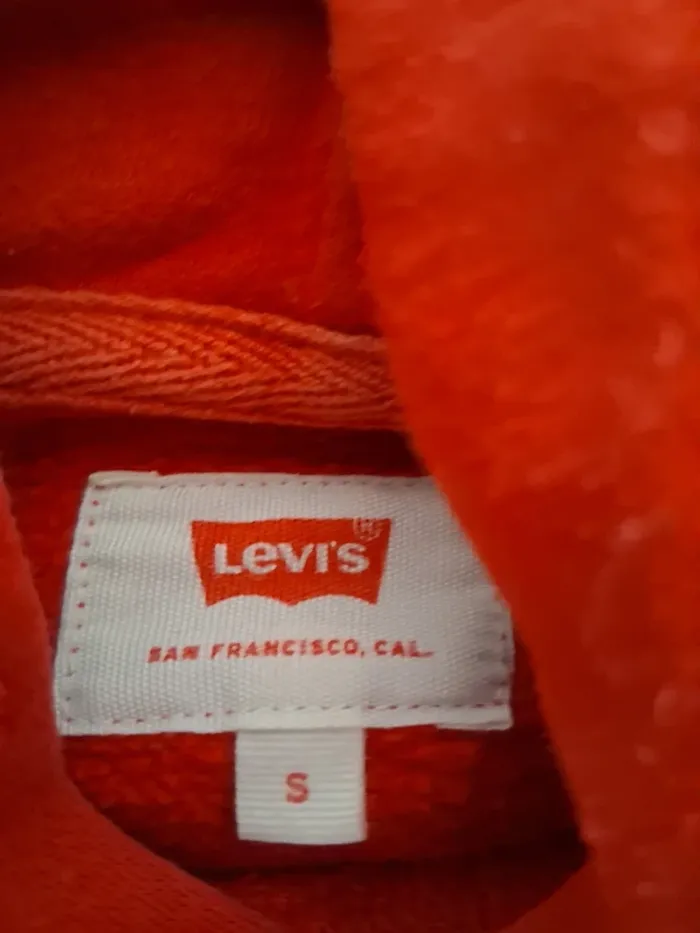 Levi's ®
SAN FRANCISCO, CAL.
S